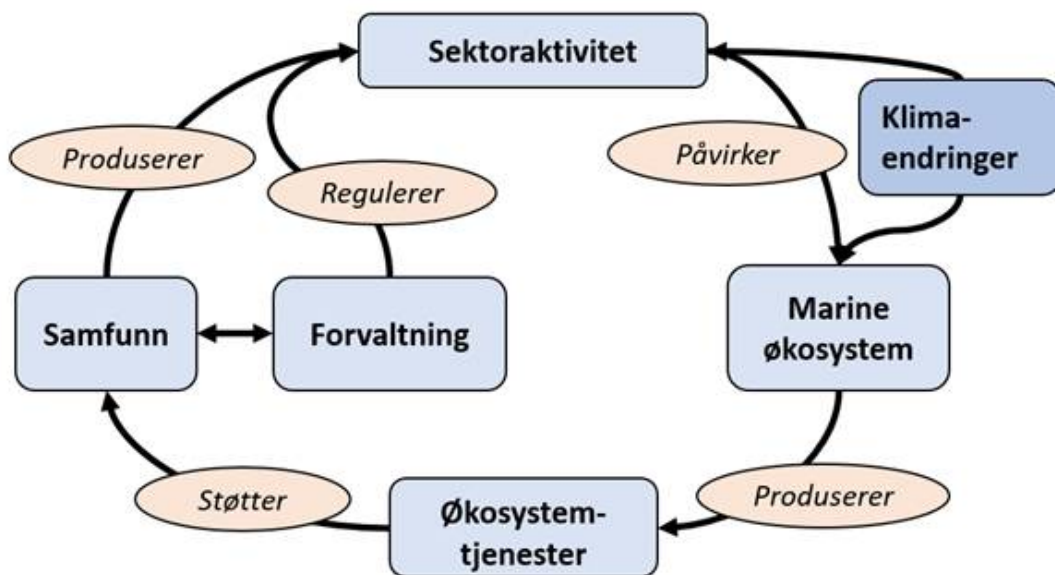 Sektoraktivitet
Klima-
endringer
Produserer
Påvirker
Regulerer
Samfunn
Forvaltning
Marine
økosystem
Støtter
Økosystem-
tjenester
Produserer